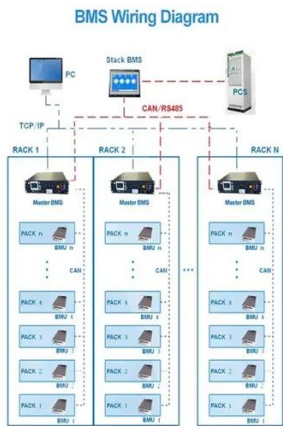 BMS Wiring Diagram
PC
Stack BMS
PCS
CAN/RS485
TCP/IP
RACK 1
RACK 2
RACK N
Master BMS
Master BMS
Master BMS
PACK n
BMU n
PACK n
BMU n
PACK n
BMU n
CAN
CAN
...
CAN
PACK 4
BMU 4
PACK 4
BMU 4
PACK 4
BMU 4
PACK 3
BMU 3
PACK 3
BMU 3
PACK 3
BMU 3
PACK 2
BMU 2
PACK 2
BMU
PACK 2
BMU
PACK 1
BMU 1
PACK 1
BMU 1
PACK 1
BMU 1